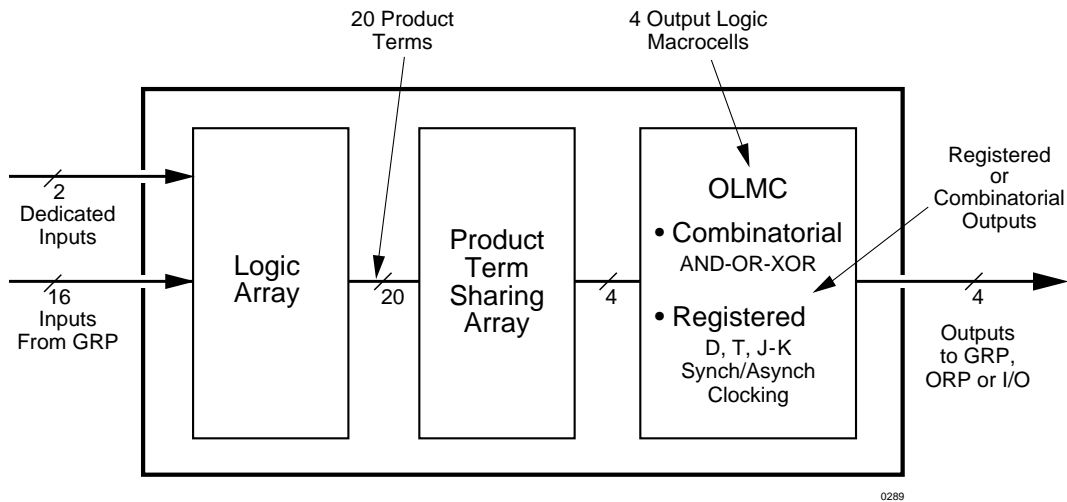 20 Product
Terms
4 Output Logic
Macrocells
2
Dedicated
Inputs
16
Inputs
From GRP
Logic
Array
20
Product
Term
Sharing
Array
4
OLMC
• Combinatorial
AND-OR-XOR
• Registered
D, T, J-K
Synch/Asynch
Clocking
Registered
or
Combinatorial
Outputs
4
Outputs
to GRP,
ORP or I/O
0289